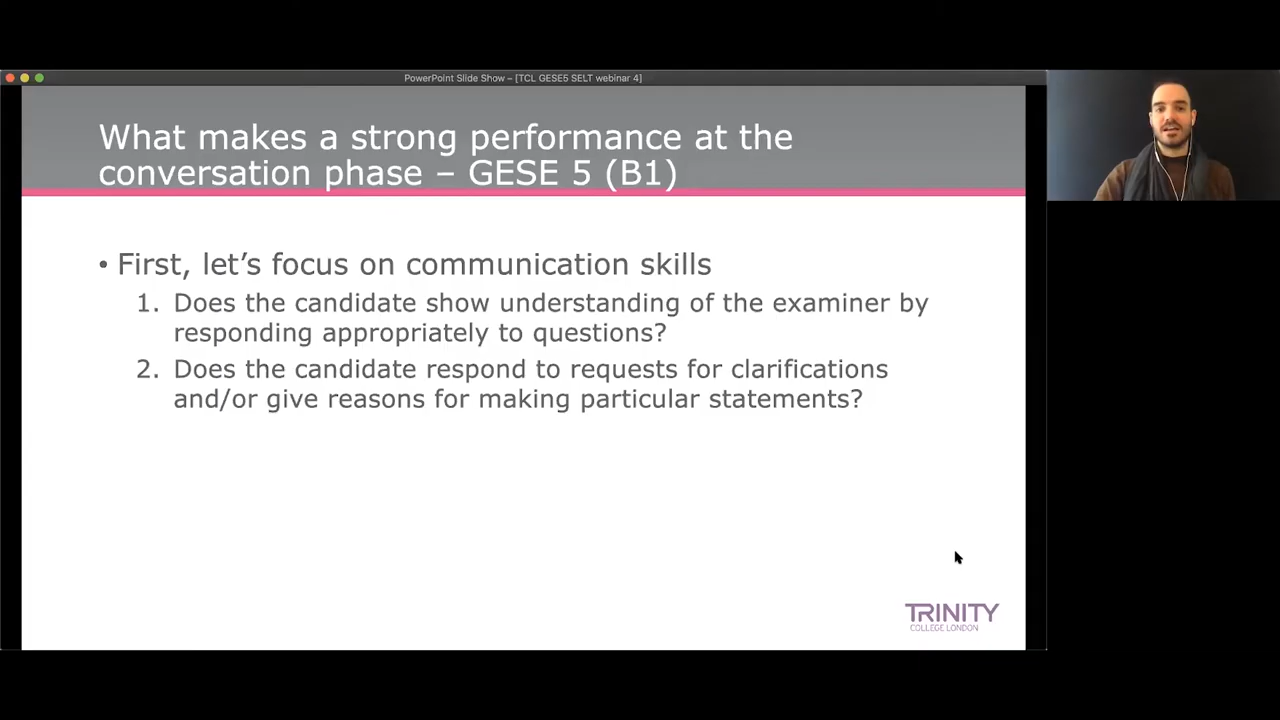 PowerPoint Slide Show – [TCL GESE5 SELT webinar 4]
What makes a strong performance at the
conversation phase – GESE 5 (B1)
• First, let’s focus on communication skills
1. Does the candidate show understanding of the examiner by
responding appropriately to questions?
2. Does the candidate respond to requests for clarifications
and/or give reasons for making particular statements?
TRINITY
COLLEGE LONDON